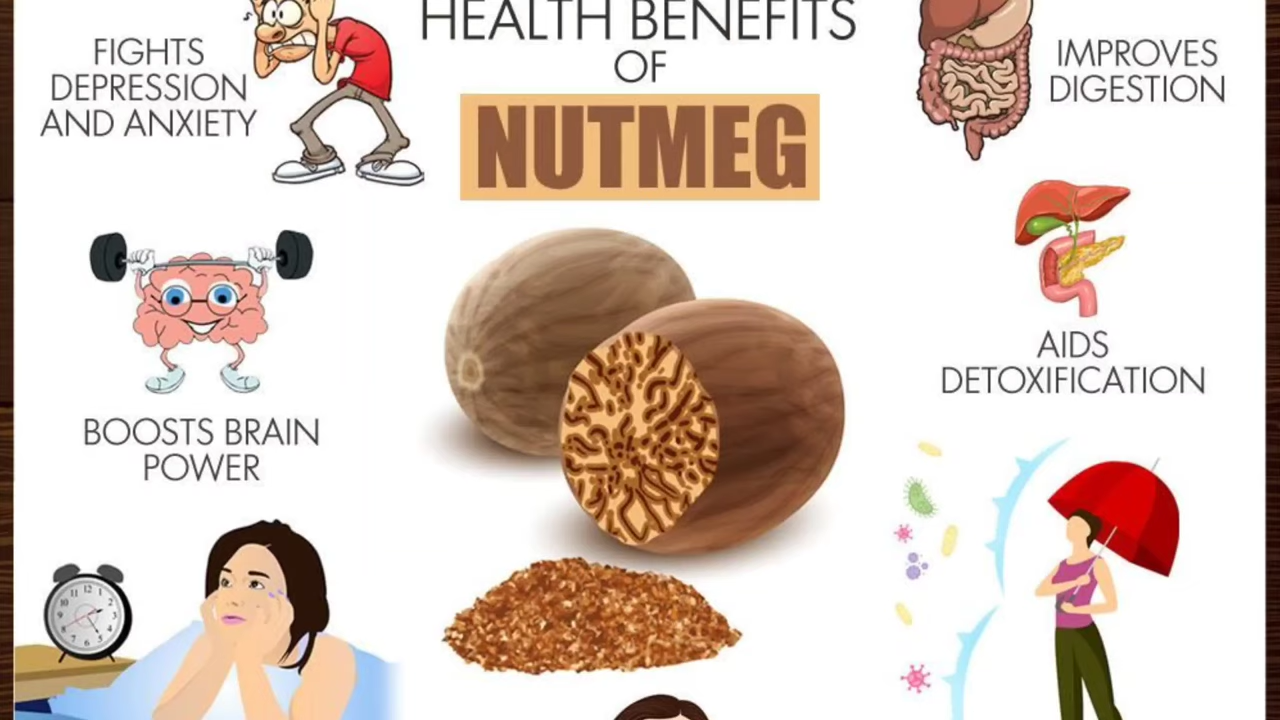 HEALTH BENEFITS
OF
NUTMEG
FIGHTS
DEPRESSION
AND ANXIETY
IMPROVES
DIGESTION
BOOSTS BRAIN
POWER
AIDS
DETOXIFICATION